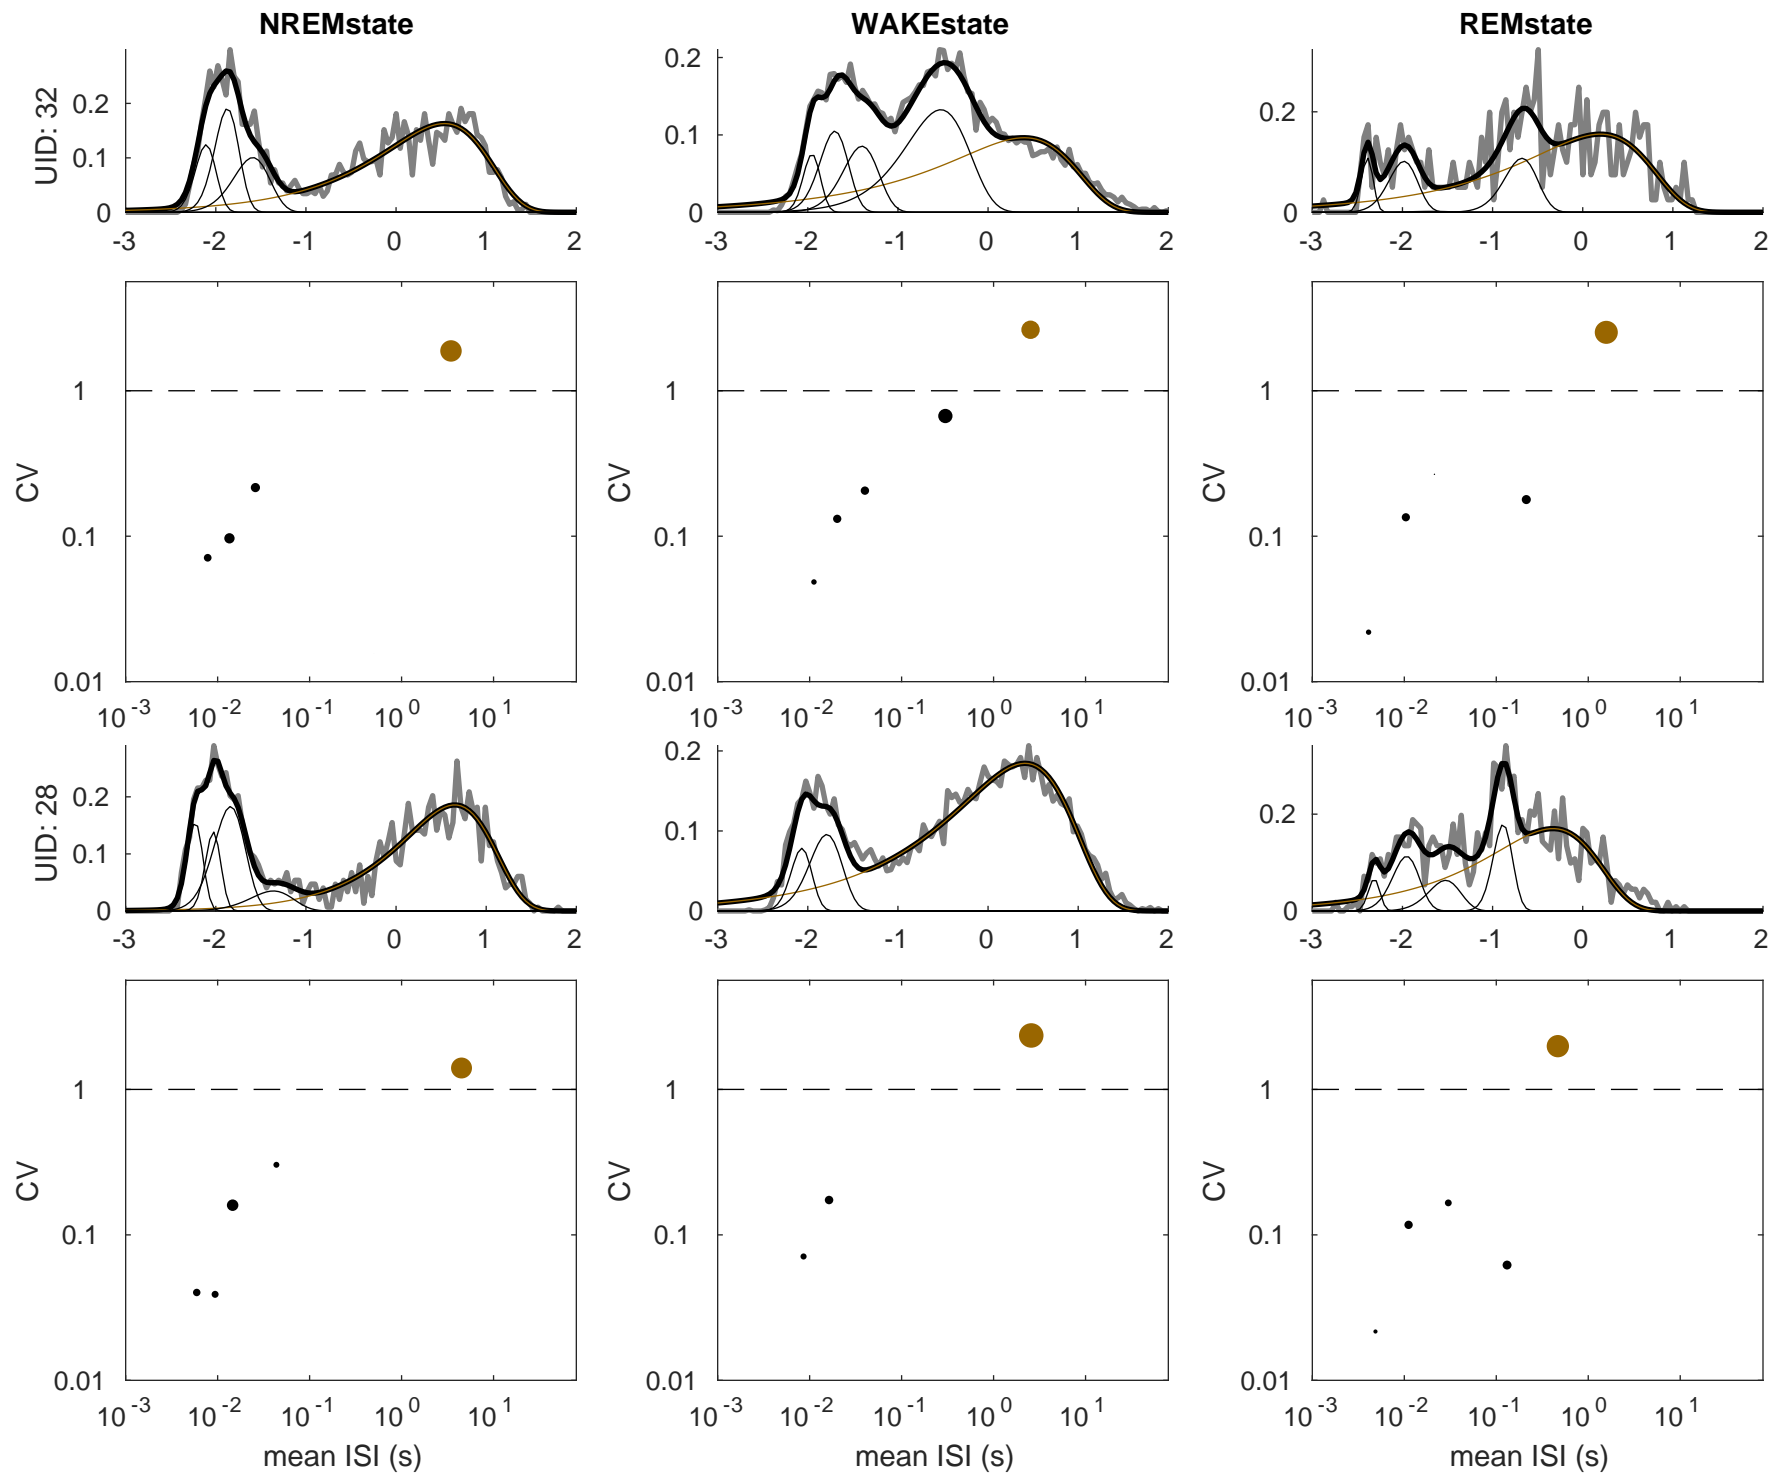 NREMstate WAKEstate REMstate
UID: 32
0.2 0.1 0
0.2 0.1 0
0.2 0
-3 -2 -1 0 1 2
-3 -2 -1 0 1 2
-3 -2 -1 0 1 2
CV 1 0.1 0.01
CV 1 0.1 0.01
CV 1 0.1 0.01
10^-3 10^-2 10^-1 10^0 10^1
10^-3 10^-2 10^-1 10^0 10^1
10^-3 10^-2 10^-1 10^0 10^1
UID: 28
0.2 0.1 0
0.2 0.1 0
0.2 0
-3 -2 -1 0 1 2
-3 -2 -1 0 1 2
-3 -2 -1 0 1 2
CV 1 0.1 0.01
CV 1 0.1 0.01
CV 1 0.1 0.01
10^-3 10^-2 10^-1 10^0 10^1
10^-3 10^-2 10^-1 10^0 10^1
10^-3 10^-2 10^-1 10^0 10^1
mean ISI (s) mean ISI (s) mean ISI (s)